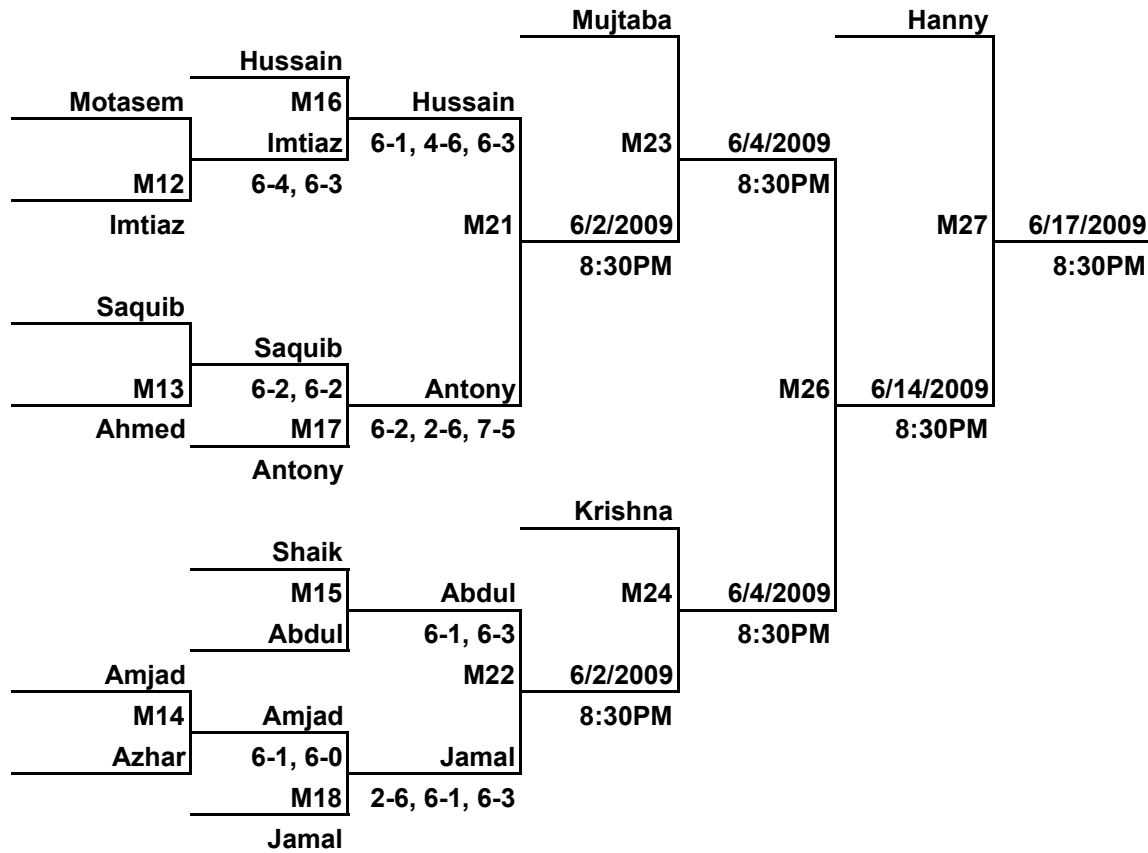 Mujtaba Hanny
Hussain
Motasem M16 Hussain
Imtiaz 6-1, 4-6, 6-3 M23 6/4/2009
M12 6-4, 6-3 8:30PM
Imtiaz M21 6/2/2009 M27 6/17/2009
8:30PM 8:30PM
Saquib
Saquib
M13 6-2, 6-2 Antony M26 6/14/2009
Ahmed M17 6-2, 2-6, 7-5 8:30PM
Antony
Krishna
Shaik
M15 Abdul M24 6/4/2009
Abdul 6-1, 6-3 8:30PM
Amjad M22 6/2/2009
M14 Amjad 8:30PM
Azhar 6-1, 6-0 Jamal
M18 2-6, 6-1, 6-3
Jamal